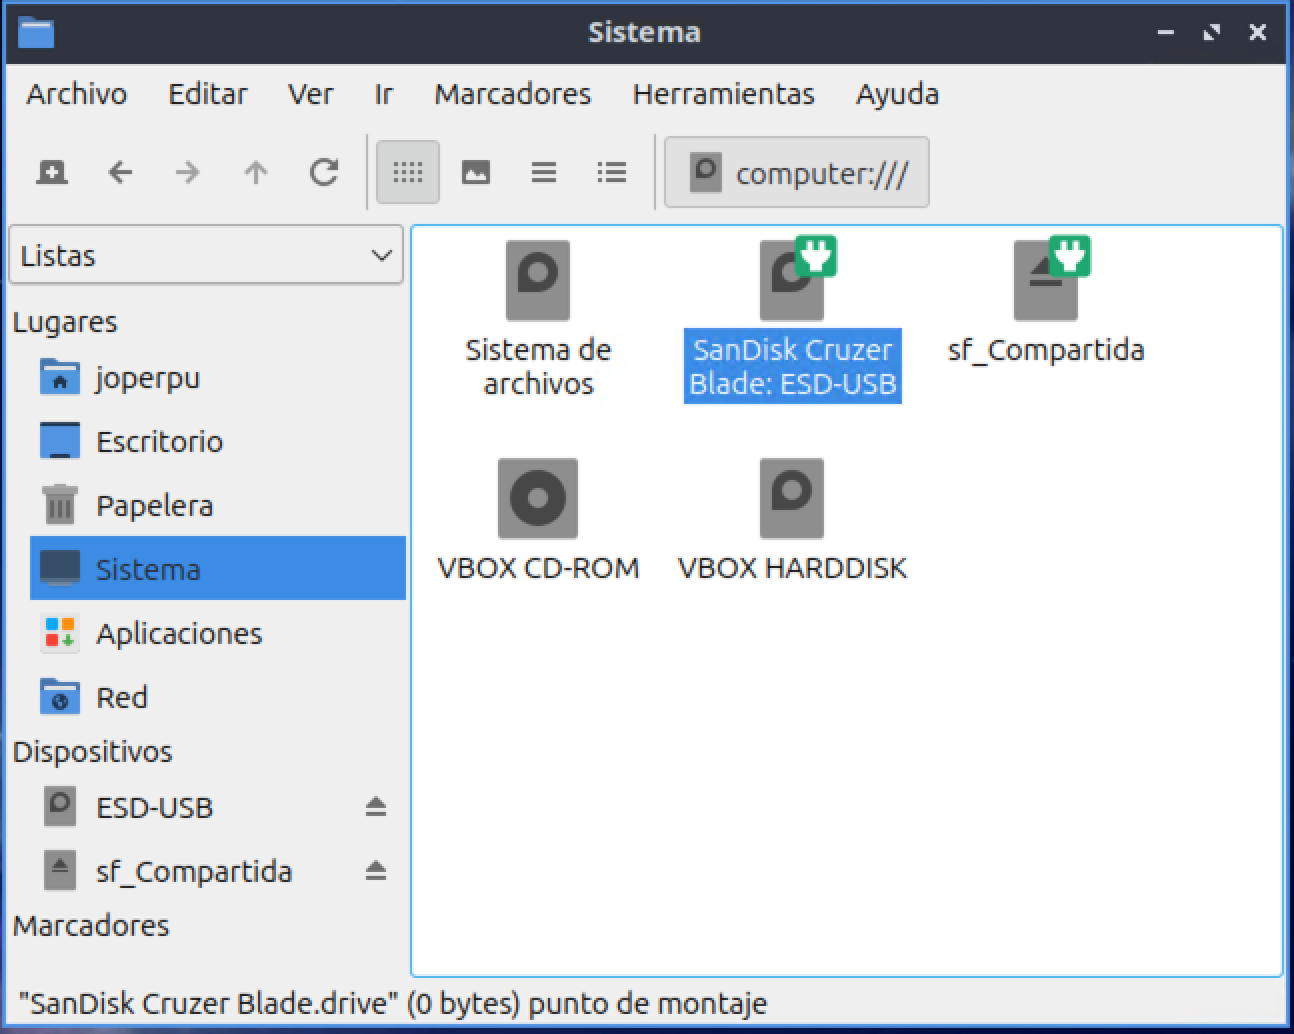 Sistema
Archivo Editar Ver Ir Marcadores Herramientas Ayuda
computer:///
Listas
Lugares
joperpu
Escritorio
Papelera
Sistema
Aplicaciones
Red
Dispositivos
ESD-USB
sf_Compartida
Marcadores
Sistema de
archivos
SanDisk Cruzer
Blade: ESD-USB
sf_Compartida
VBOX CD-ROM
VBOX HARDDISK
"SanDisk Cruzer Blade.drive" (0 bytes) punto de montaje